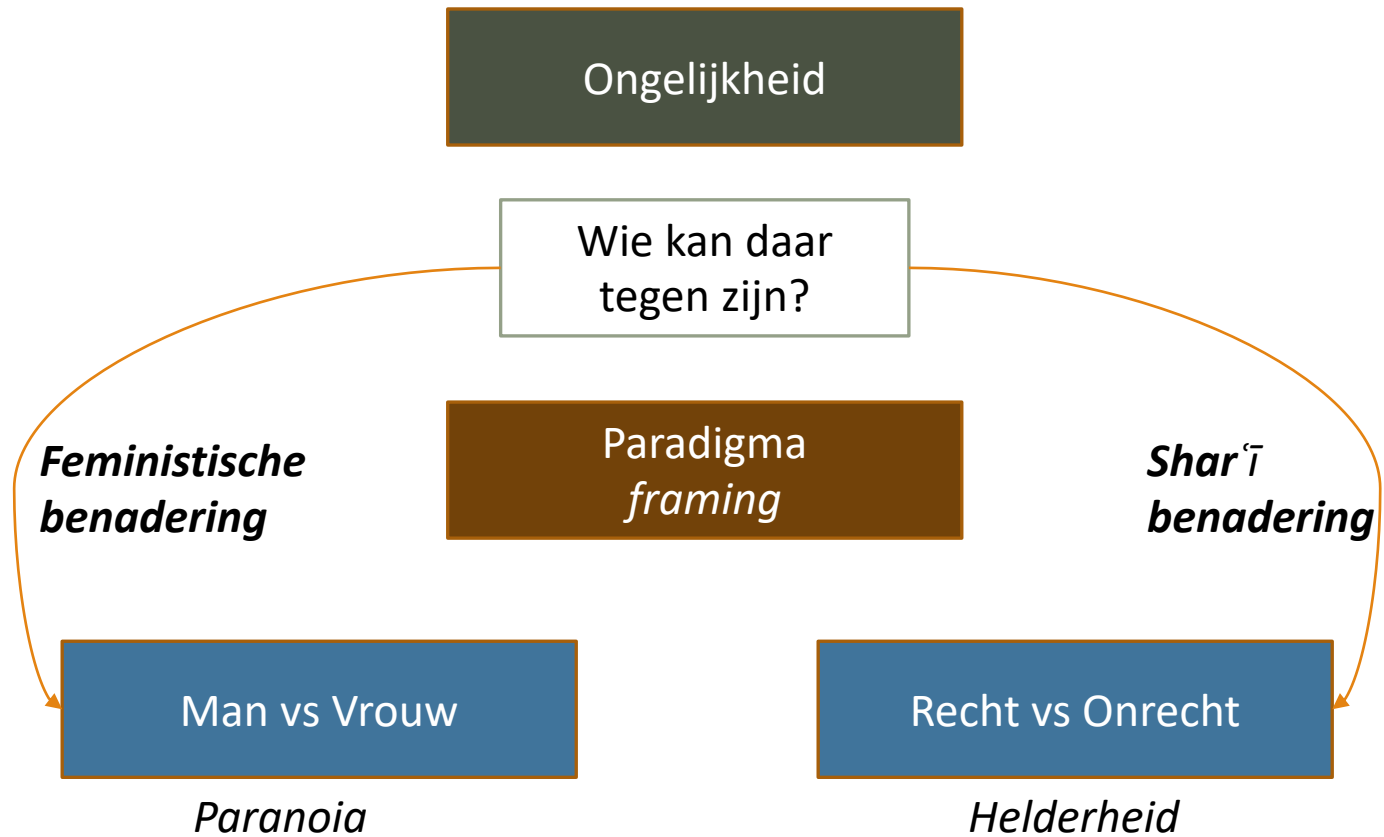 Ongelijkheid
Wie kan daar
tegen zijn?
Paradigma
framing
Feministische
benadering
Sharʿī
benadering
Man vs Vrouw
Recht vs Onrecht
Paranoia
Helderheid